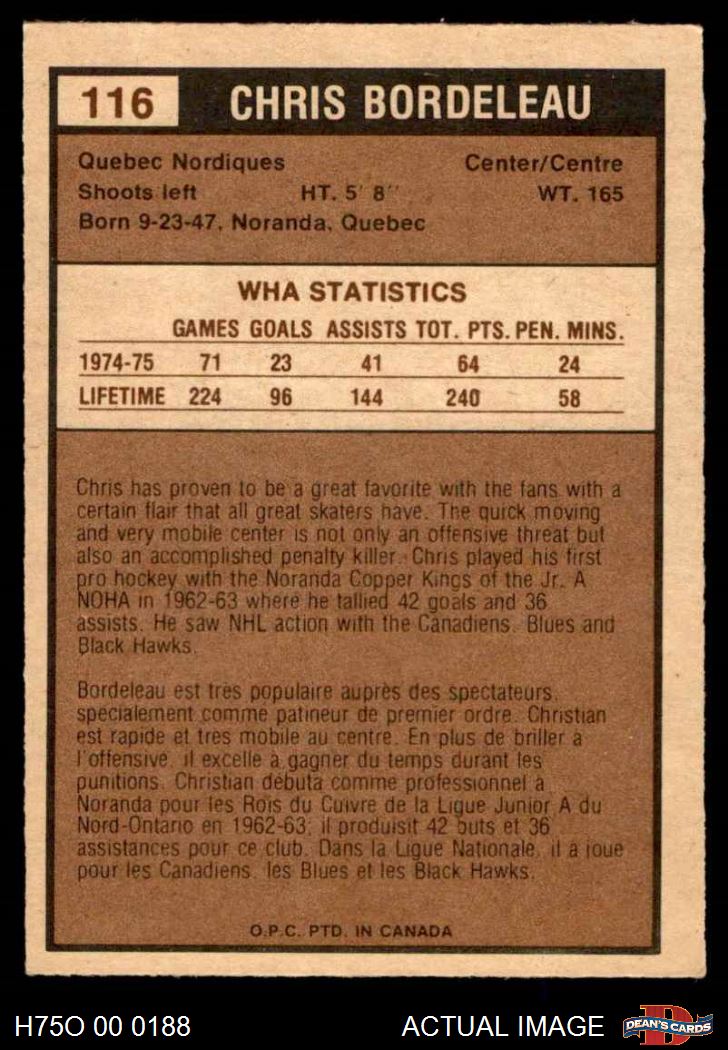 116 CHRIS BORDELEAU
Quebec Nordiques Center/Centre
Shoots left HT. 5' 8" WT. 165
Born 9-23-47, Noranda, Quebec
WHA STATISTICS
GAMES GOALS ASSISTS TOT. PTS. PEN. MINS.
1974-75 71 23 41 64 24
LIFETIME 224 96 144 240 58
Chris has proven to be a great favorite with the fans with a
certain flair that all great skaters have. The quick moving
and very mobile center is not only an offensive threat but
also an accomplished penalty killer. Chris played his first
pro hockey with the Noranda Copper Kings of the Jr. A
NOHA in 1962-63 where he tallied 42 goals and 36
assists. He saw NHL action with the Canadiens, Blues and
Black Hawks.
Bordeleau est très populaire auprès des spectateurs,
specialement comme patineur de premier ordre. Christian
est rapide et tres mobile au centre. En plus de briller à
l'offensive, il excelle à gagner du temps durant les
punitions. Christian débuta comme professionnel à
Noranda pour les Rois du Cuivre de la Ligue Junior A du
Nord-Ontario en 1962-63; il produisit 42 buts et 36
assistances pour ce club. Dans la Ligue Nationale, il a joue
pour les Canadiens, les Blues et les Black Hawks.
O.P.C. PTD. IN CANADA
H75O 00 0188 ACTUAL IMAGE D DEAN'S CARDS